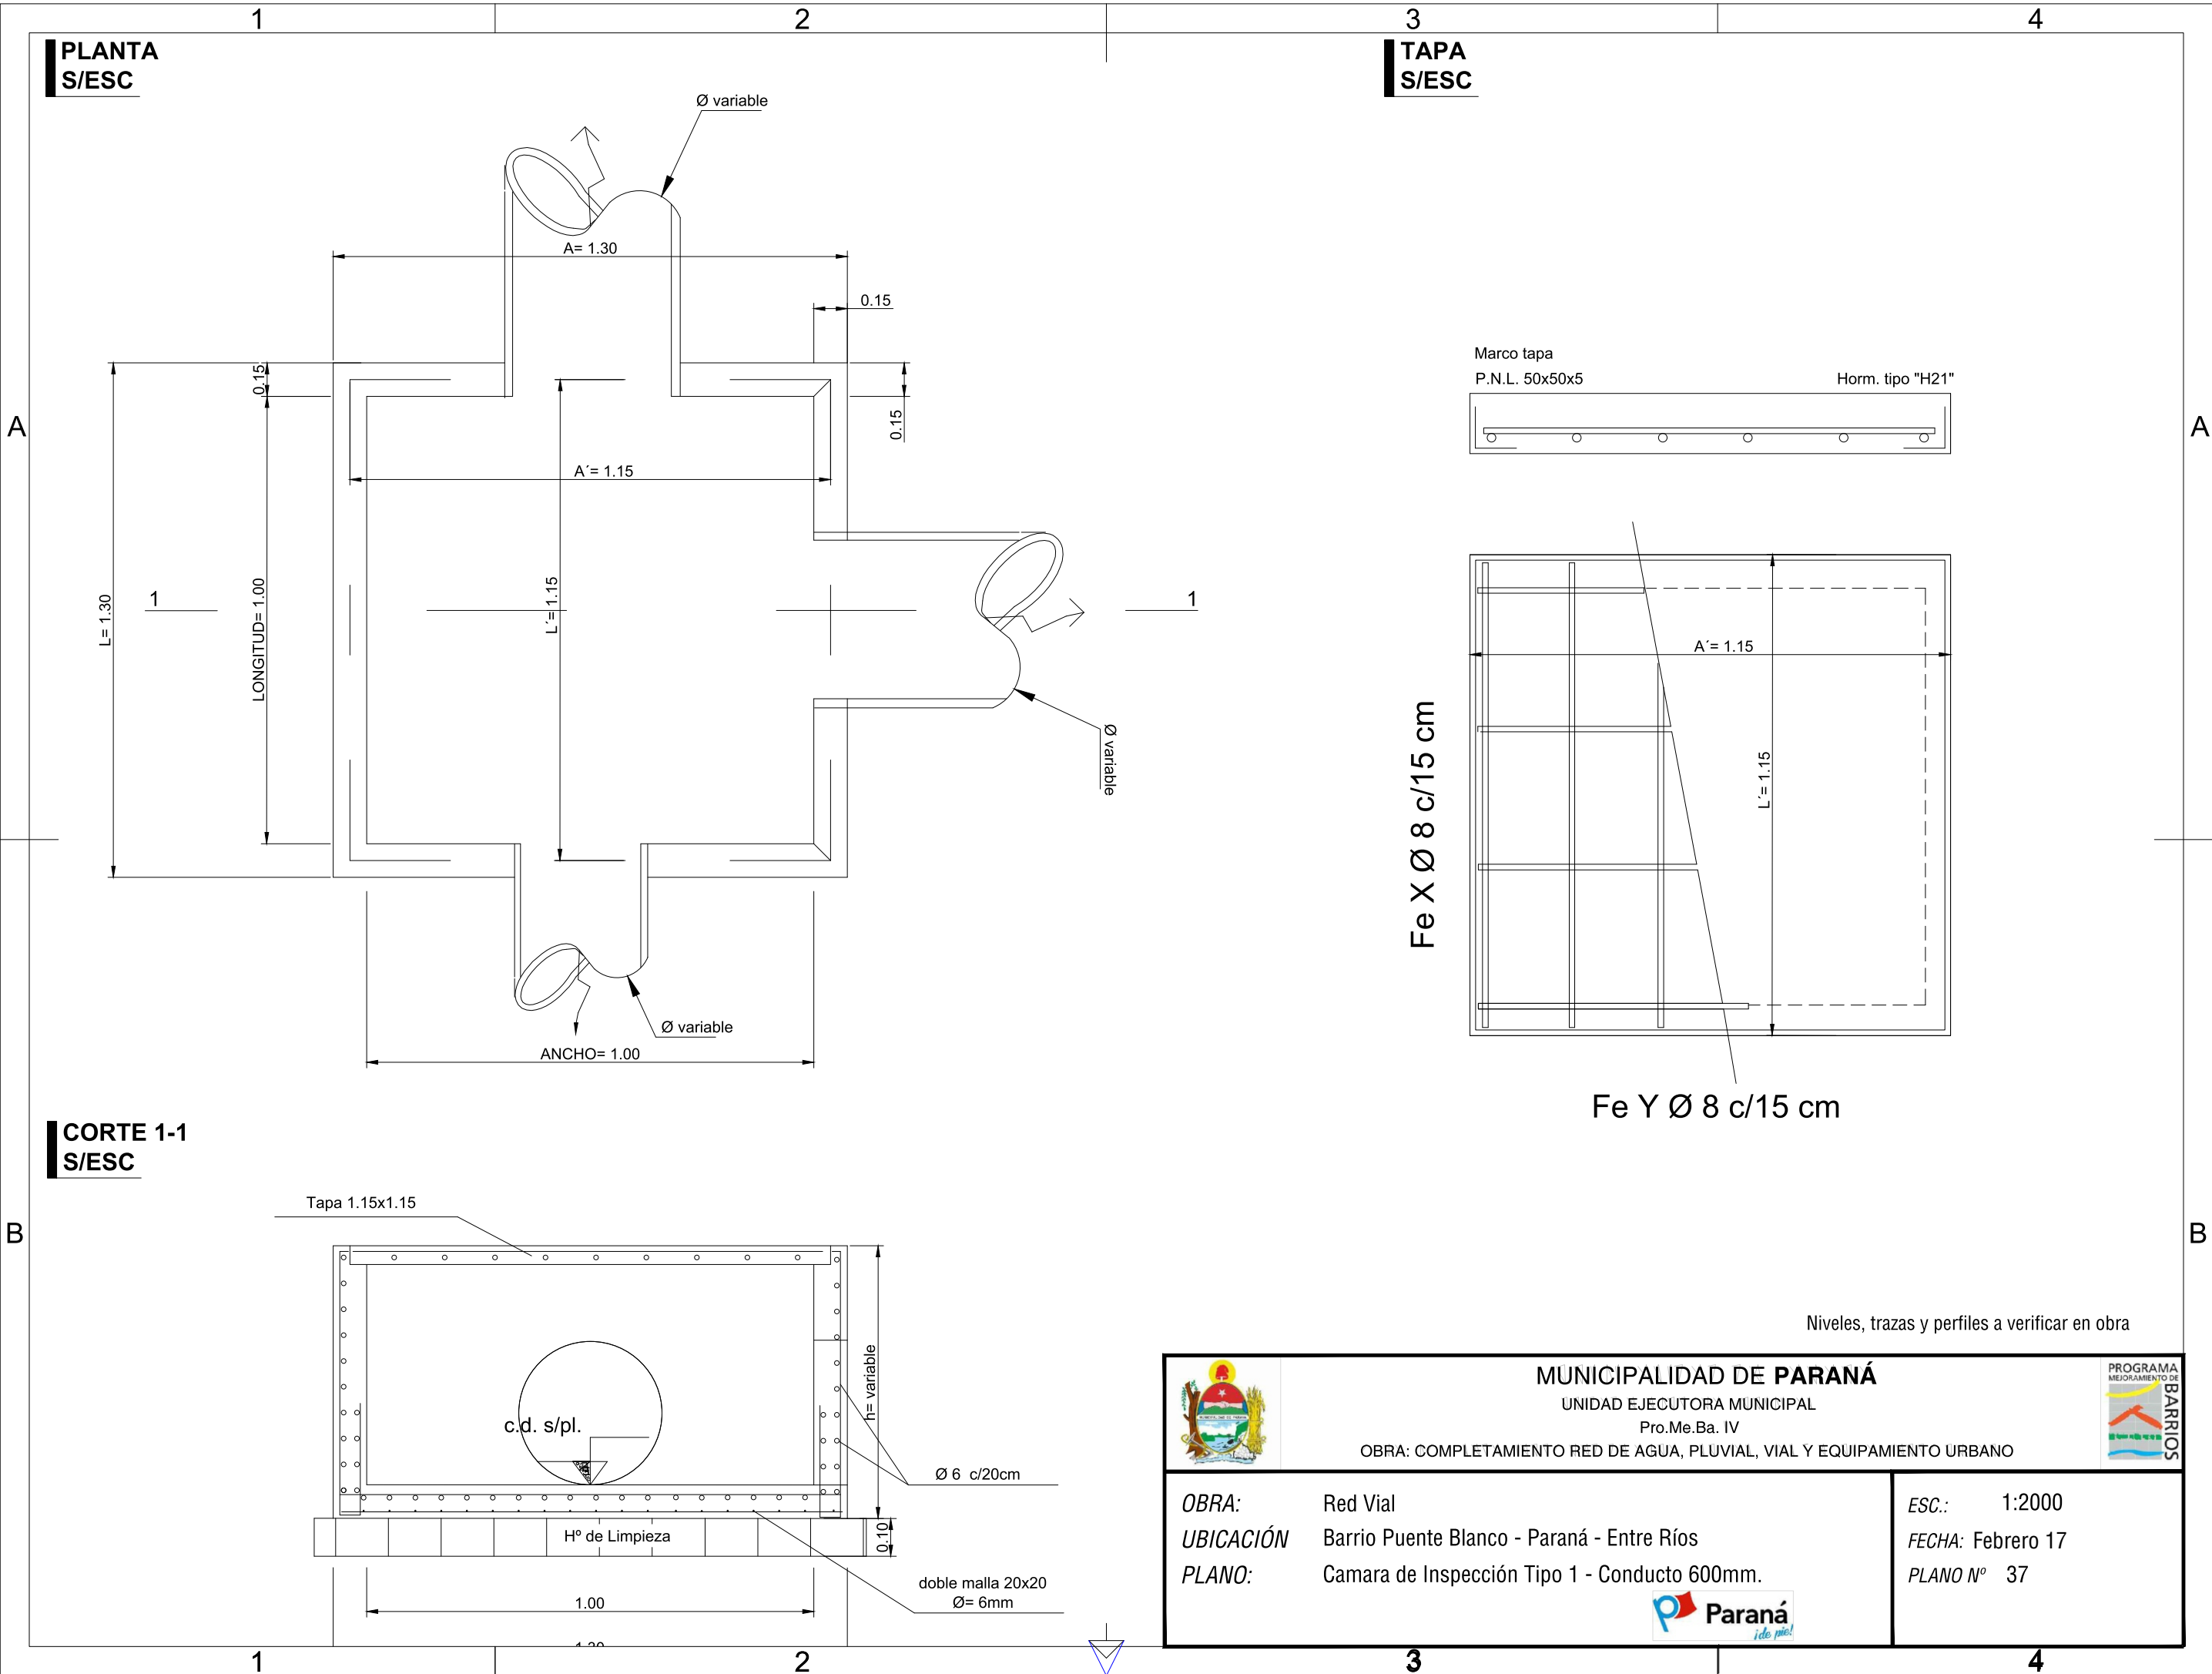 1
2
3
4
PLANTA
S/ESC
TAPA
S/ESC
Ø variable
A= 1.30
0.15
0.15
0.15
Marco tapa
P.N.L. 50x50x5
Horm. tipo "H21"
A
A
A´= 1.15
L= 1.30
1
LONGITUD= 1.00
L´= 1.15
1
Ø variable
A´= 1.15
L´= 1.15
Fe X Ø 8 c/15 cm
Fe Y Ø 8 c/15 cm
Ø variable
ANCHO= 1.00
CORTE 1-1
S/ESC
Tapa 1.15x1.15
B
B
h= variable
c.d. s/pl.
Ø 6 c/20cm
Hº de Limpieza
0.10
doble malla 20x20
Ø= 6mm
1.00
1.30
Niveles, trazas y perfiles a verificar en obra
MUNICIPALIDAD DE PARANÁ
UNIDAD EJECUTORA MUNICIPAL
Pro.Me.Ba. IV
OBRA: COMPLETAMIENTO RED DE AGUA, PLUVIAL, VIAL Y EQUIPAMIENTO URBANO
PROGRAMA
MEJORAMIENTO DE
BARRIOS
OBRA: Red Vial
UBICACIÓN Barrio Puente Blanco - Paraná - Entre Ríos
PLANO: Camara de Inspección Tipo 1 - Conducto 600mm.
ESC.: 1:2000
FECHA: Febrero 17
PLANO Nº 37
Paraná
¡de pie!
1
2
3
4